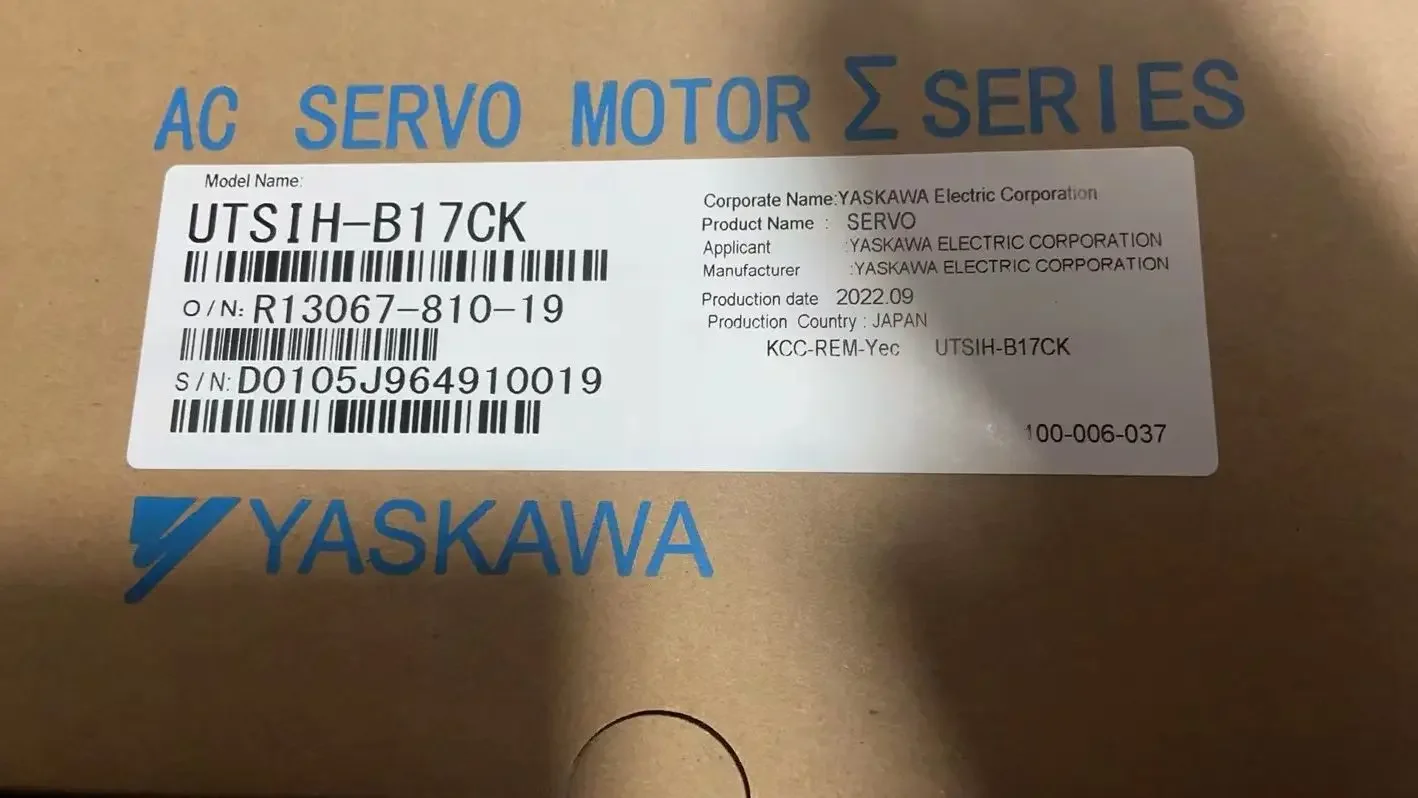 AC SERVO MOTOR Σ SERIES
Model Name:
UTSIH-B17CK
O/N: R13067-810-19
S/N: D0105J964910019
Corporate Name:YASKAWA Electric Corporation
Product Name : SERVO
Applicant :YASKAWA ELECTRIC CORPORATION
Manufacturer :YASKAWA ELECTRIC CORPORATION
Production date 2022.09
Production Country : JAPAN
KCC-REM-Yec UTSIH-B17CK
100-006-037
YASKAWA